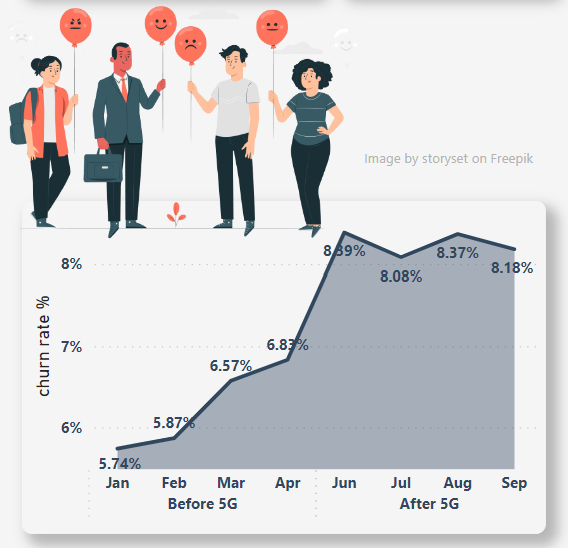 Image by storyset on Freepik
churn rate %
8%
7%
6%
5.74%
5.87%
6.57%
6.83%
8.39%
8.08%
8.37%
8.18%
Jan Feb Mar Apr Jun Jul Aug Sep
Before 5G After 5G